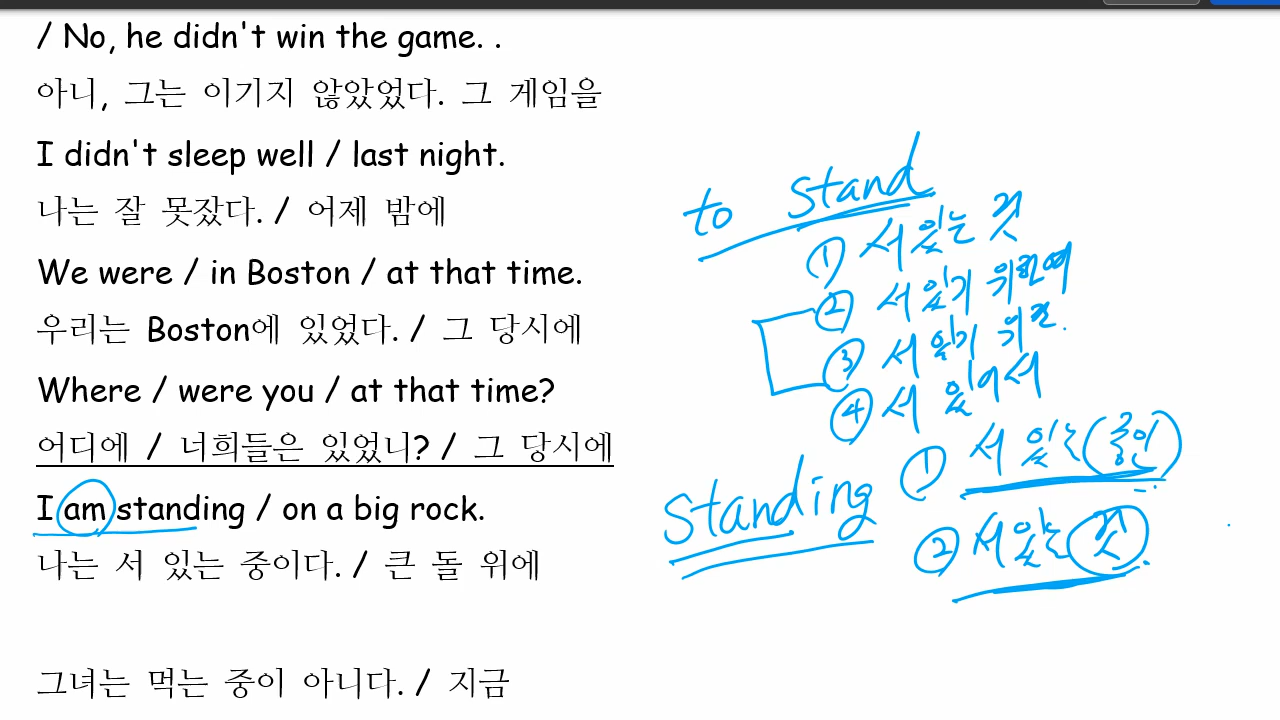 / No, he didn't win the game. .
아니, 그는 이기지 않았었다. 그 게임을
I didn't sleep well / last night.
나는 잘 못잤다. / 어제 밤에
We were / in Boston / at that time.
우리는 Boston에 있었다. / 그 당시에
Where / were you / at that time?
어디에 / 너희들은 있었니? / 그 당시에
I am standing / on a big rock.
나는 서 있는 중이다. / 큰 돌 위에
그녀는 먹는 중이 아니다. / 지금
to stand
① 서있는 것
② 서 있기 위하여
③ 서 있기 위한.
④ 서 있어서
standing ① 서 있는 중인
② 서있는 것.